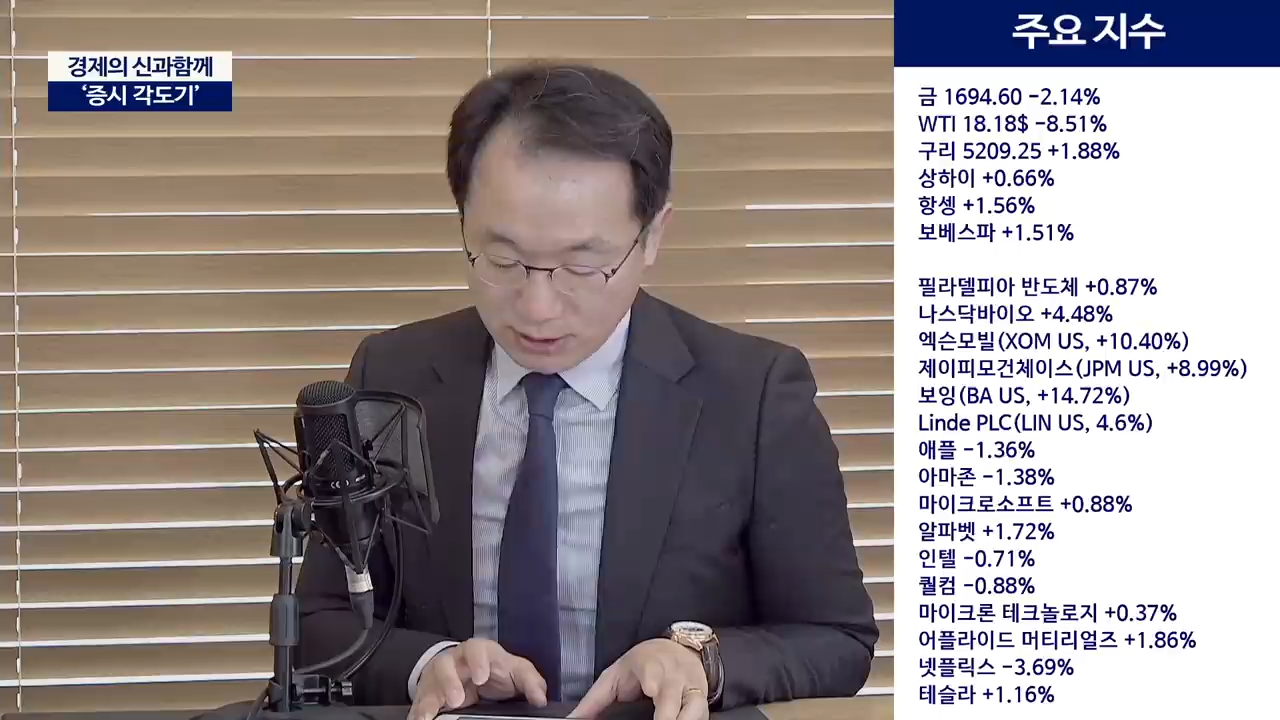 경제의 신과함께
‘증시 각도기’
주요 지수
금 1694.60 -2.14%
WTI 18.18$ -8.51%
구리 5209.25 +1.88%
상하이 +0.66%
항셍 +1.56%
보베스파 +1.51%
필라델피아 반도체 +0.87%
나스닥바이오 +4.48%
엑슨모빌(XOM US, +10.40%)
제이피모건체이스(JPM US, +8.99%)
보잉(BA US, +14.72%)
Linde PLC(LIN US, 4.6%)
애플 -1.36%
아마존 -1.38%
마이크로소프트 +0.88%
알파벳 +1.72%
인텔 -0.71%
퀄컴 -0.88%
마이크론 테크놀로지 +0.37%
어플라이드 머티리얼즈 +1.86%
넷플릭스 -3.69%
테슬라 +1.16%